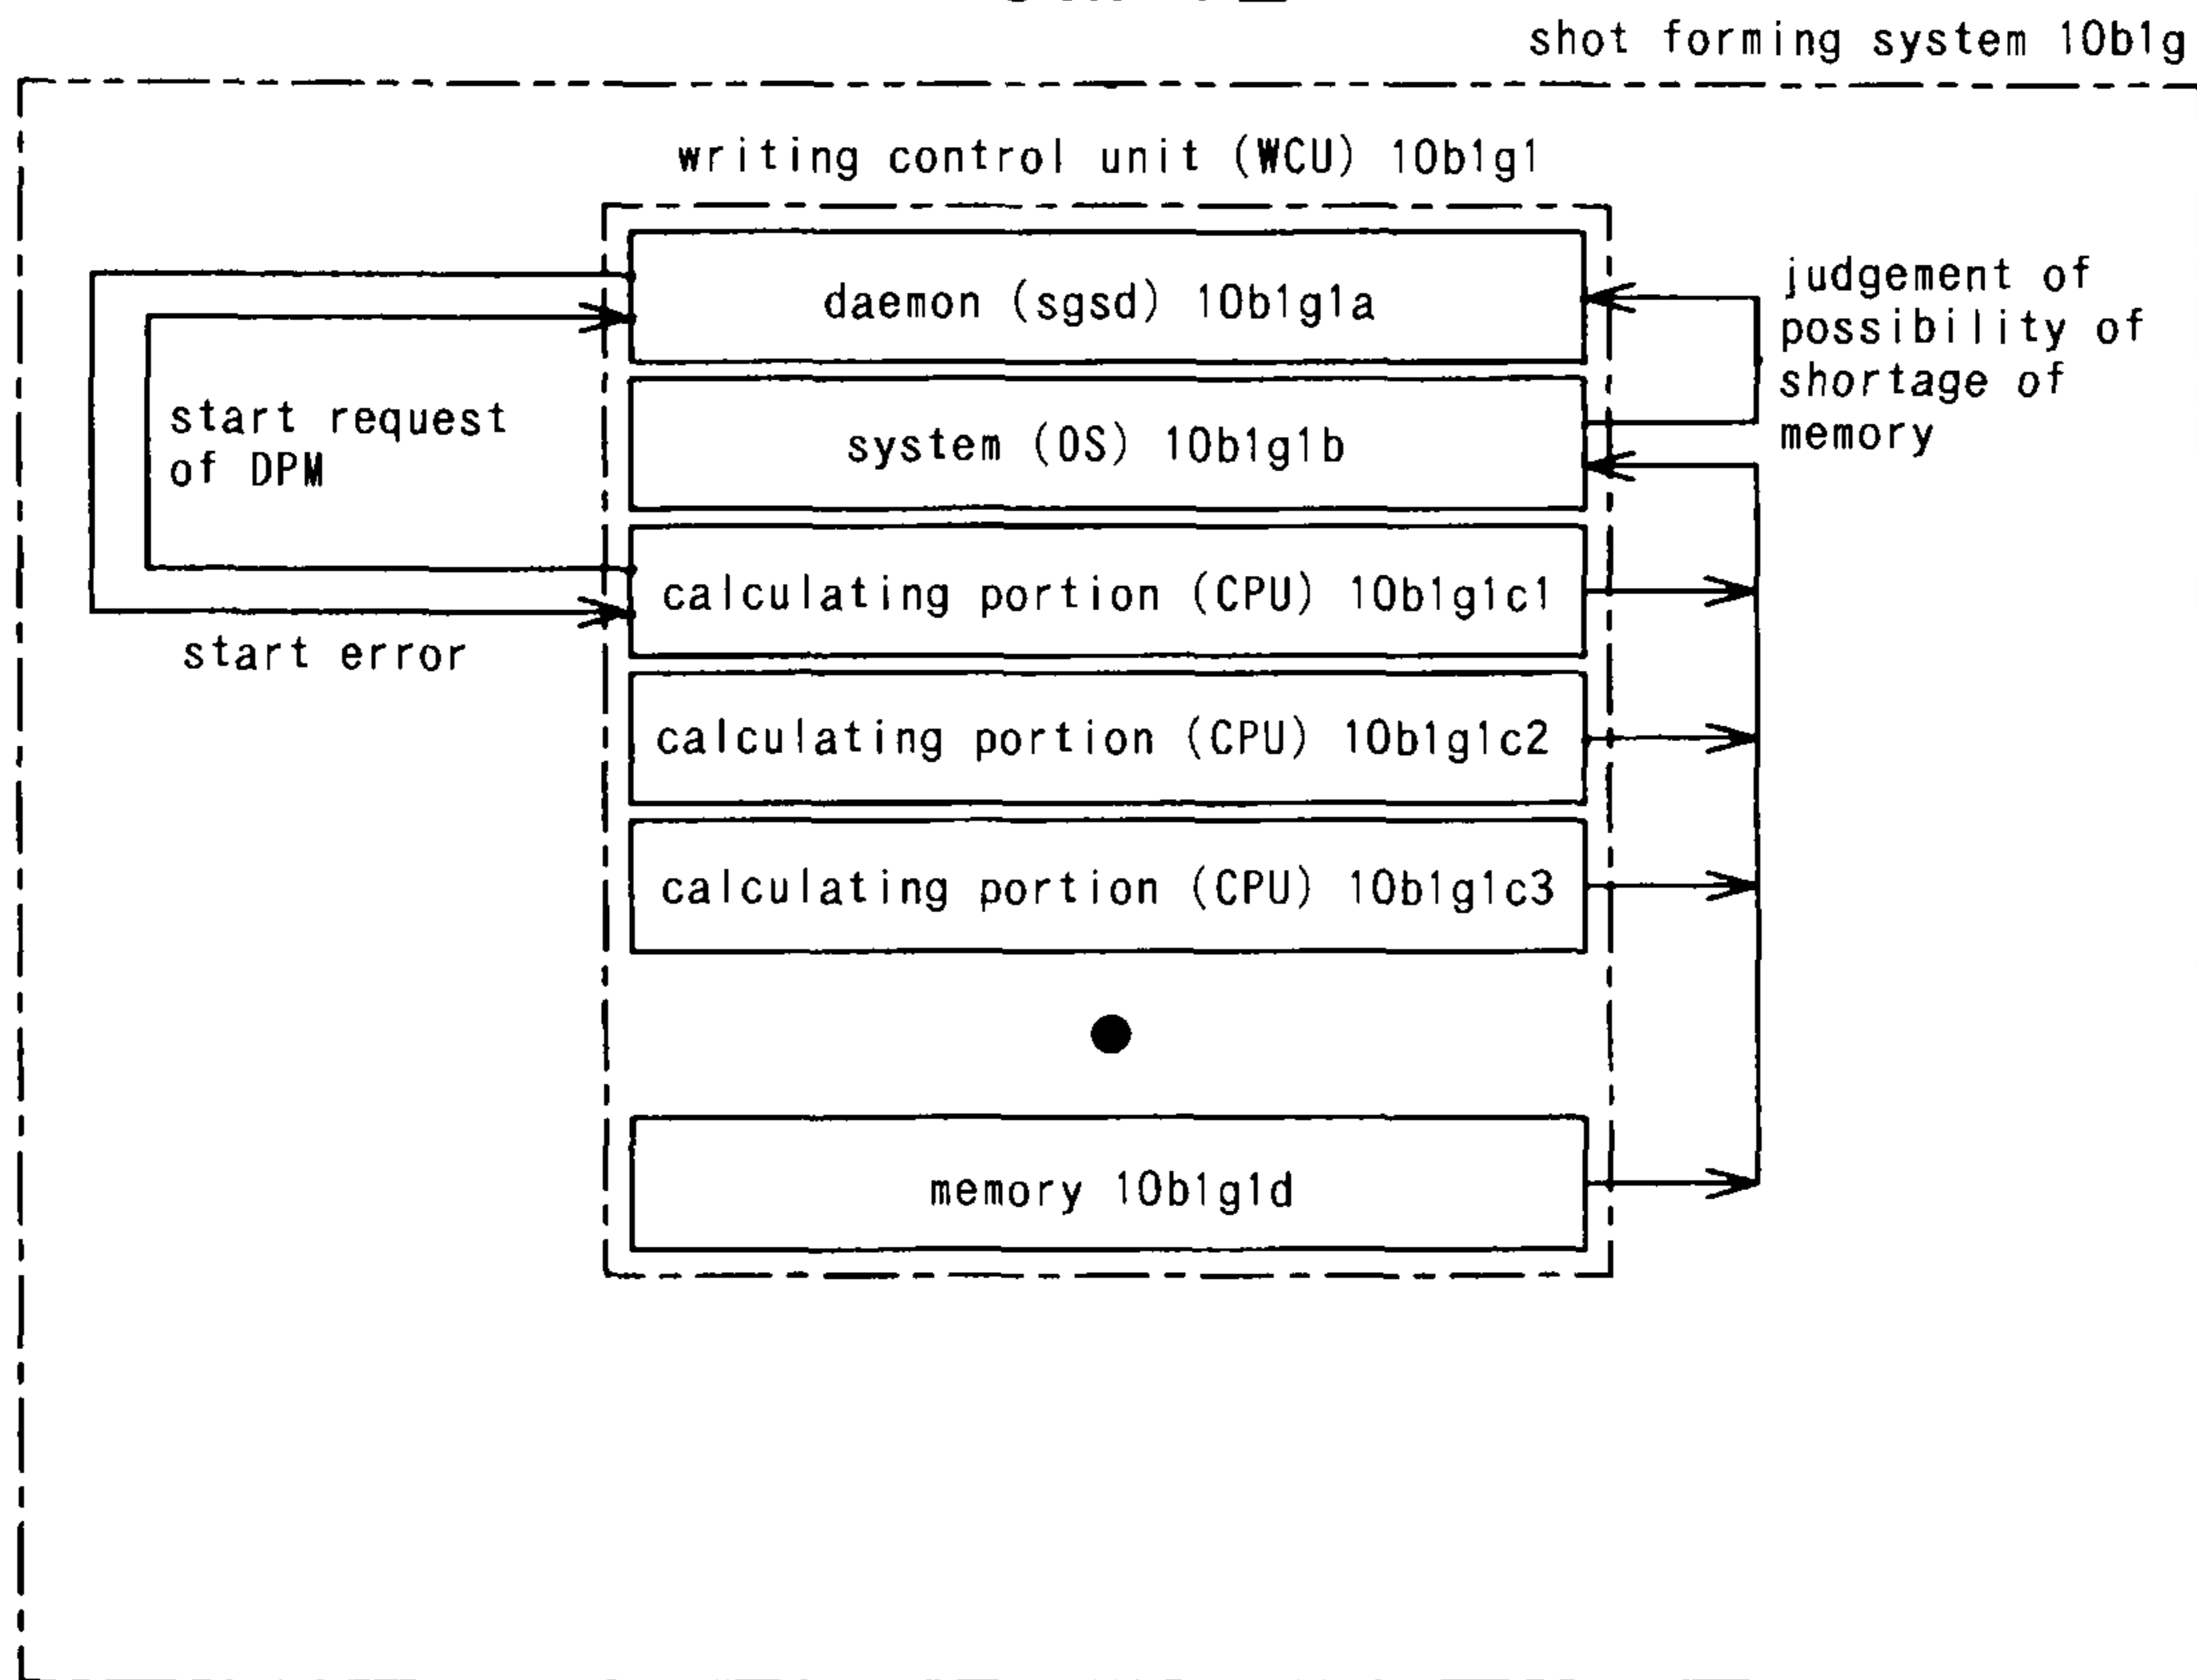 shot forming system 10b1g
writing control unit (WCU) 10b1g1
daemon (sgsd) 10b1g1a
judgement of
possibility of
shortage of
memory
start request
of DPM
system (OS) 10b1g1b
calculating portion (CPU) 10b1g1c1
start error
calculating portion (CPU) 10b1g1c2
calculating portion (CPU) 10b1g1c3
memory 10b1g1d